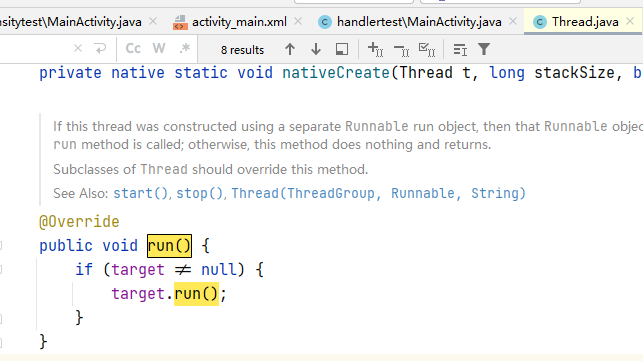 nsitytest\MainActivity.java × activity_main.xml × handlertest\MainActivity.java × Thread.java ×
× Cc W .* 8 results
private native static void nativeCreate(Thread t, long stackSize, b
If this thread was constructed using a separate Runnable run object, then that Runnable objec
run method is called; otherwise, this method does nothing and returns.
Subclasses of Thread should override this method.
See Also: start(), stop(), Thread(ThreadGroup, Runnable, String)
@Override
public void run() {
if (target ≠ null) {
target.run();
}
}